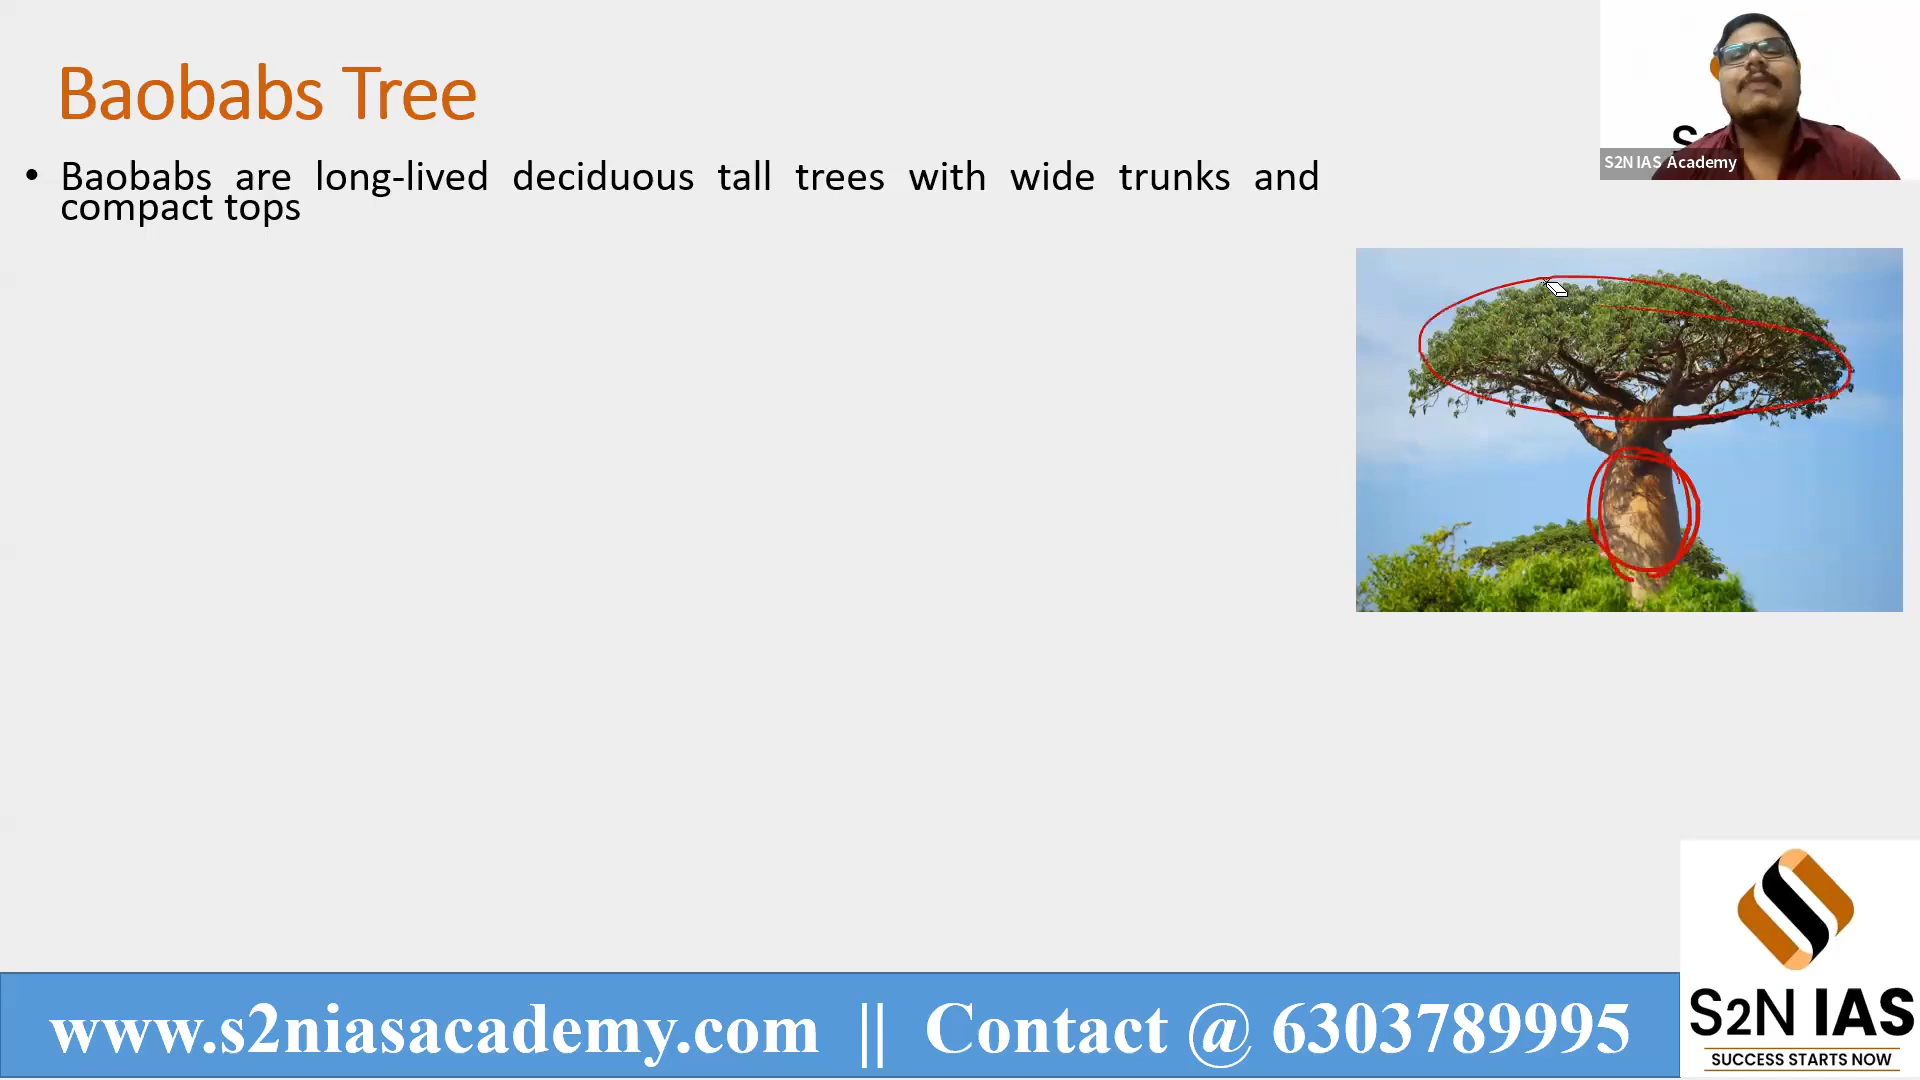 Baobabs Tree
• Baobabs are long-lived deciduous tall trees with wide trunks and
compact tops
S2N IAS Academy
www.s2niasacademy.com || Contact @ 6303789995
S2N IAS
SUCCESS STARTS NOW